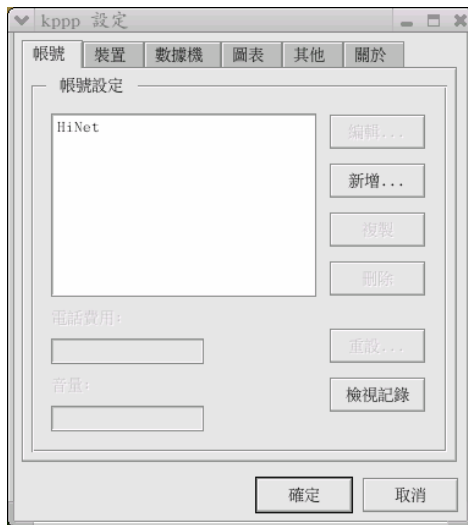 kppp 設定
帳號 裝置 數據機 圖表 其他 關於
帳號設定
HiNet
編輯...
新增...
複製
刪除
電話費用:
重設...
音量:
檢視記錄
確定 取消